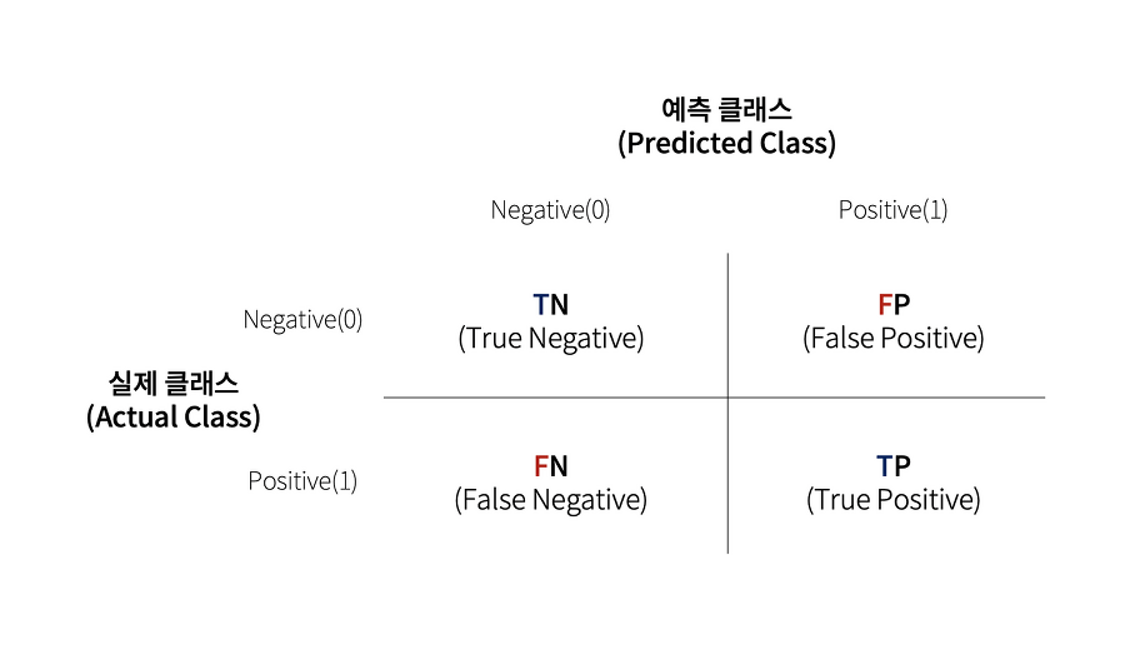 예측 클래스
(Predicted Class)
Negative(0)
Positive(1)
Negative(0)
TN
(True Negative)
FP
(False Positive)
실제 클래스
(Actual Class)
Positive(1)
FN
(False Negative)
TP
(True Positive)